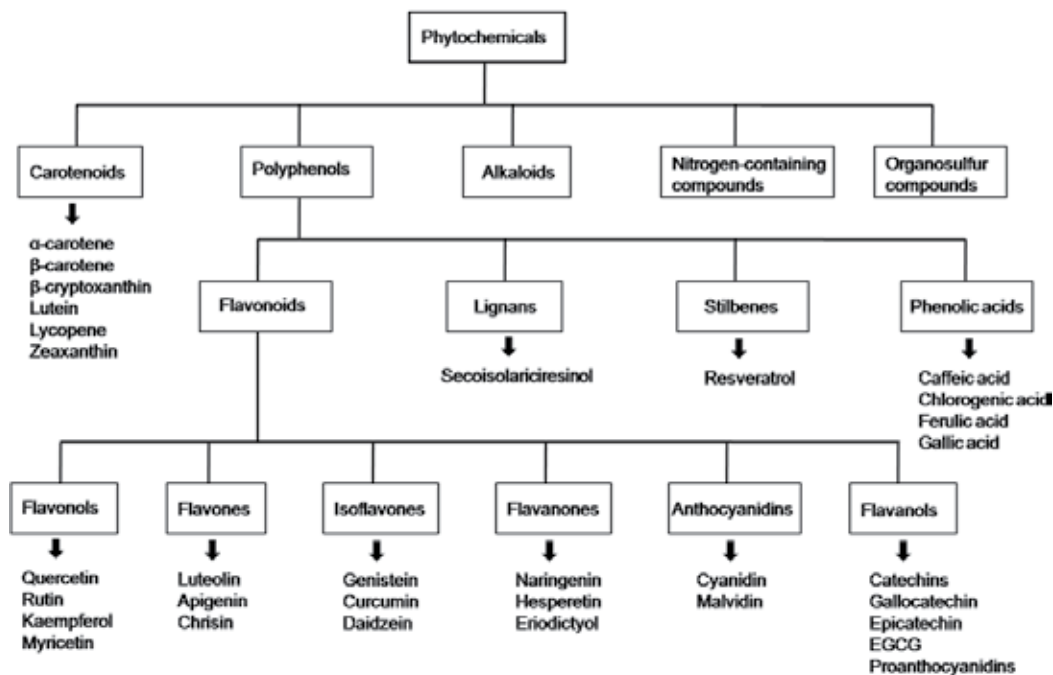 Phytochemicals
Carotenoids
Polyphenols
Alkaloids
Nitrogen-containing
compounds
Organosulfur
compounds
α-carotene
β-carotene
β-cryptoxanthin
Lutein
Lycopene
Zeaxanthin
Flavonoids
Lignans
Stilbenes
Phenolic acids
Secoisolariciresinol
Resveratrol
Caffeic acid
Chlorogenic acid
Ferulic acid
Gallic acid
Flavonols
Flavones
Isoflavones
Flavanones
Anthocyanidins
Flavanols
Quercetin
Rutin
Kaempferol
Myricetin
Luteolin
Apigenin
Chrisin
Genistein
Curcumin
Daidzein
Naringenin
Hesperetin
Eriodictyol
Cyanidin
Malvidin
Catechins
Gallocatechin
Epicatechin
EGCG
Proanthocyanidins